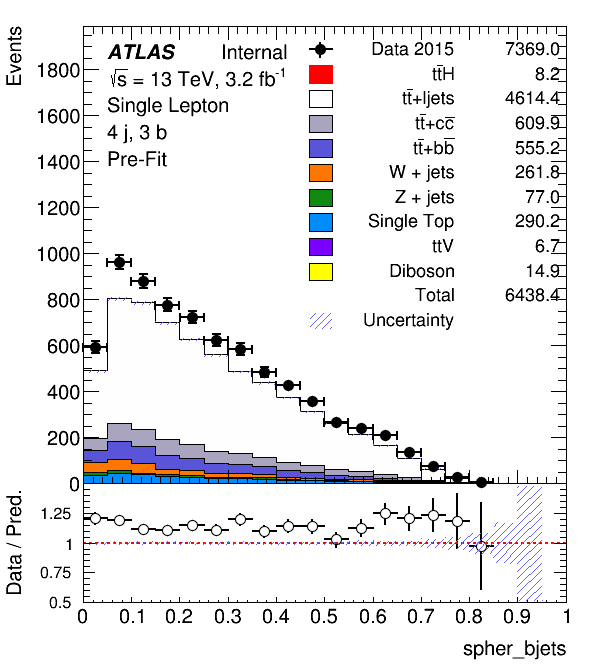 Events
1800
1600
1400
1200
1000
800
600
400
200
0
ATLAS Internal
√s = 13 TeV, 3.2 fb⁻¹
Single Lepton
4 j, 3 b
Pre-Fit
Data 2015 7369.0
tt̄H 8.2
tt̄+ljets 4614.4
tt̄+cc̄ 609.9
tt̄+bb̄ 555.2
W + jets 261.8
Z + jets 77.0
Single Top 290.2
ttV 6.7
Diboson 14.9
Total 6438.4
Uncertainty
Data / Pred.
1.25
1
0.75
0.5
0 0.1 0.2 0.3 0.4 0.5 0.6 0.7 0.8 0.9 1
spher_bjets